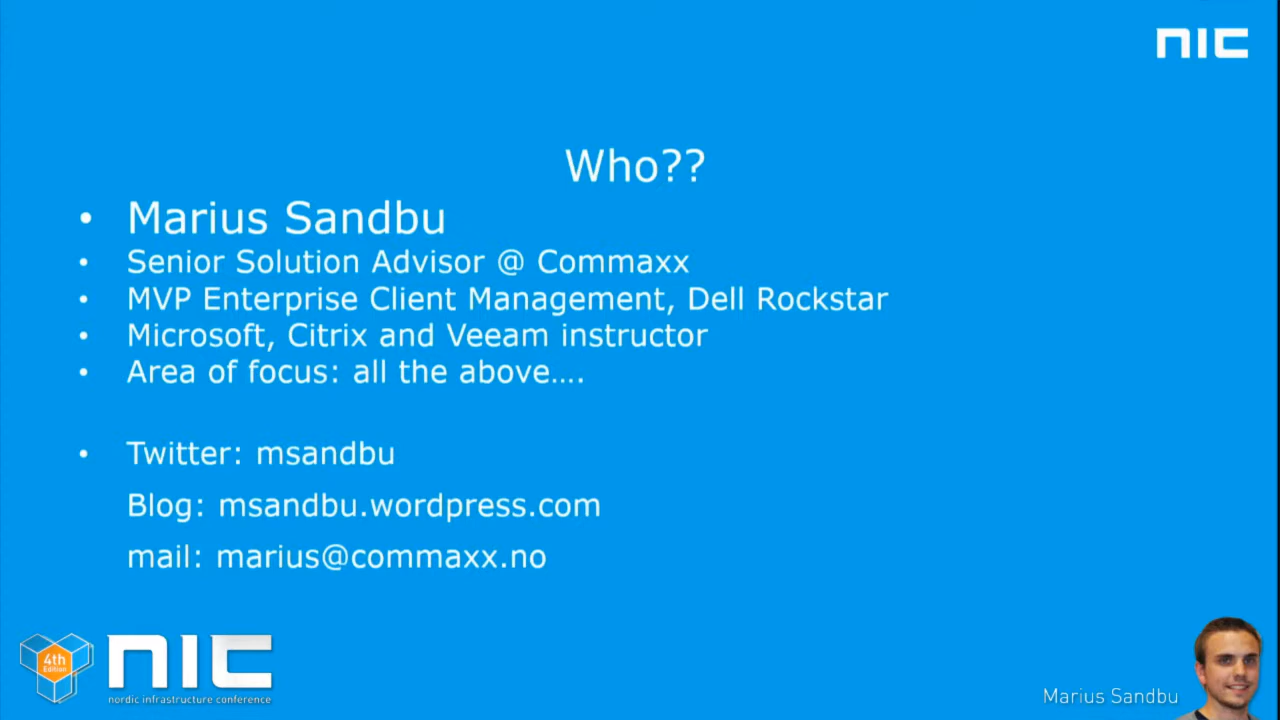 NIC
Who??
• Marius Sandbu
• Senior Solution Advisor @ Commaxx
• MVP Enterprise Client Management, Dell Rockstar
• Microsoft, Citrix and Veeam instructor
• Area of focus: all the above....
• Twitter: msandbu
Blog: msandbu.wordpress.com
mail: marius@commaxx.no
4th
Edition
NIC
nordic infrastructure conference
Marius Sandbu